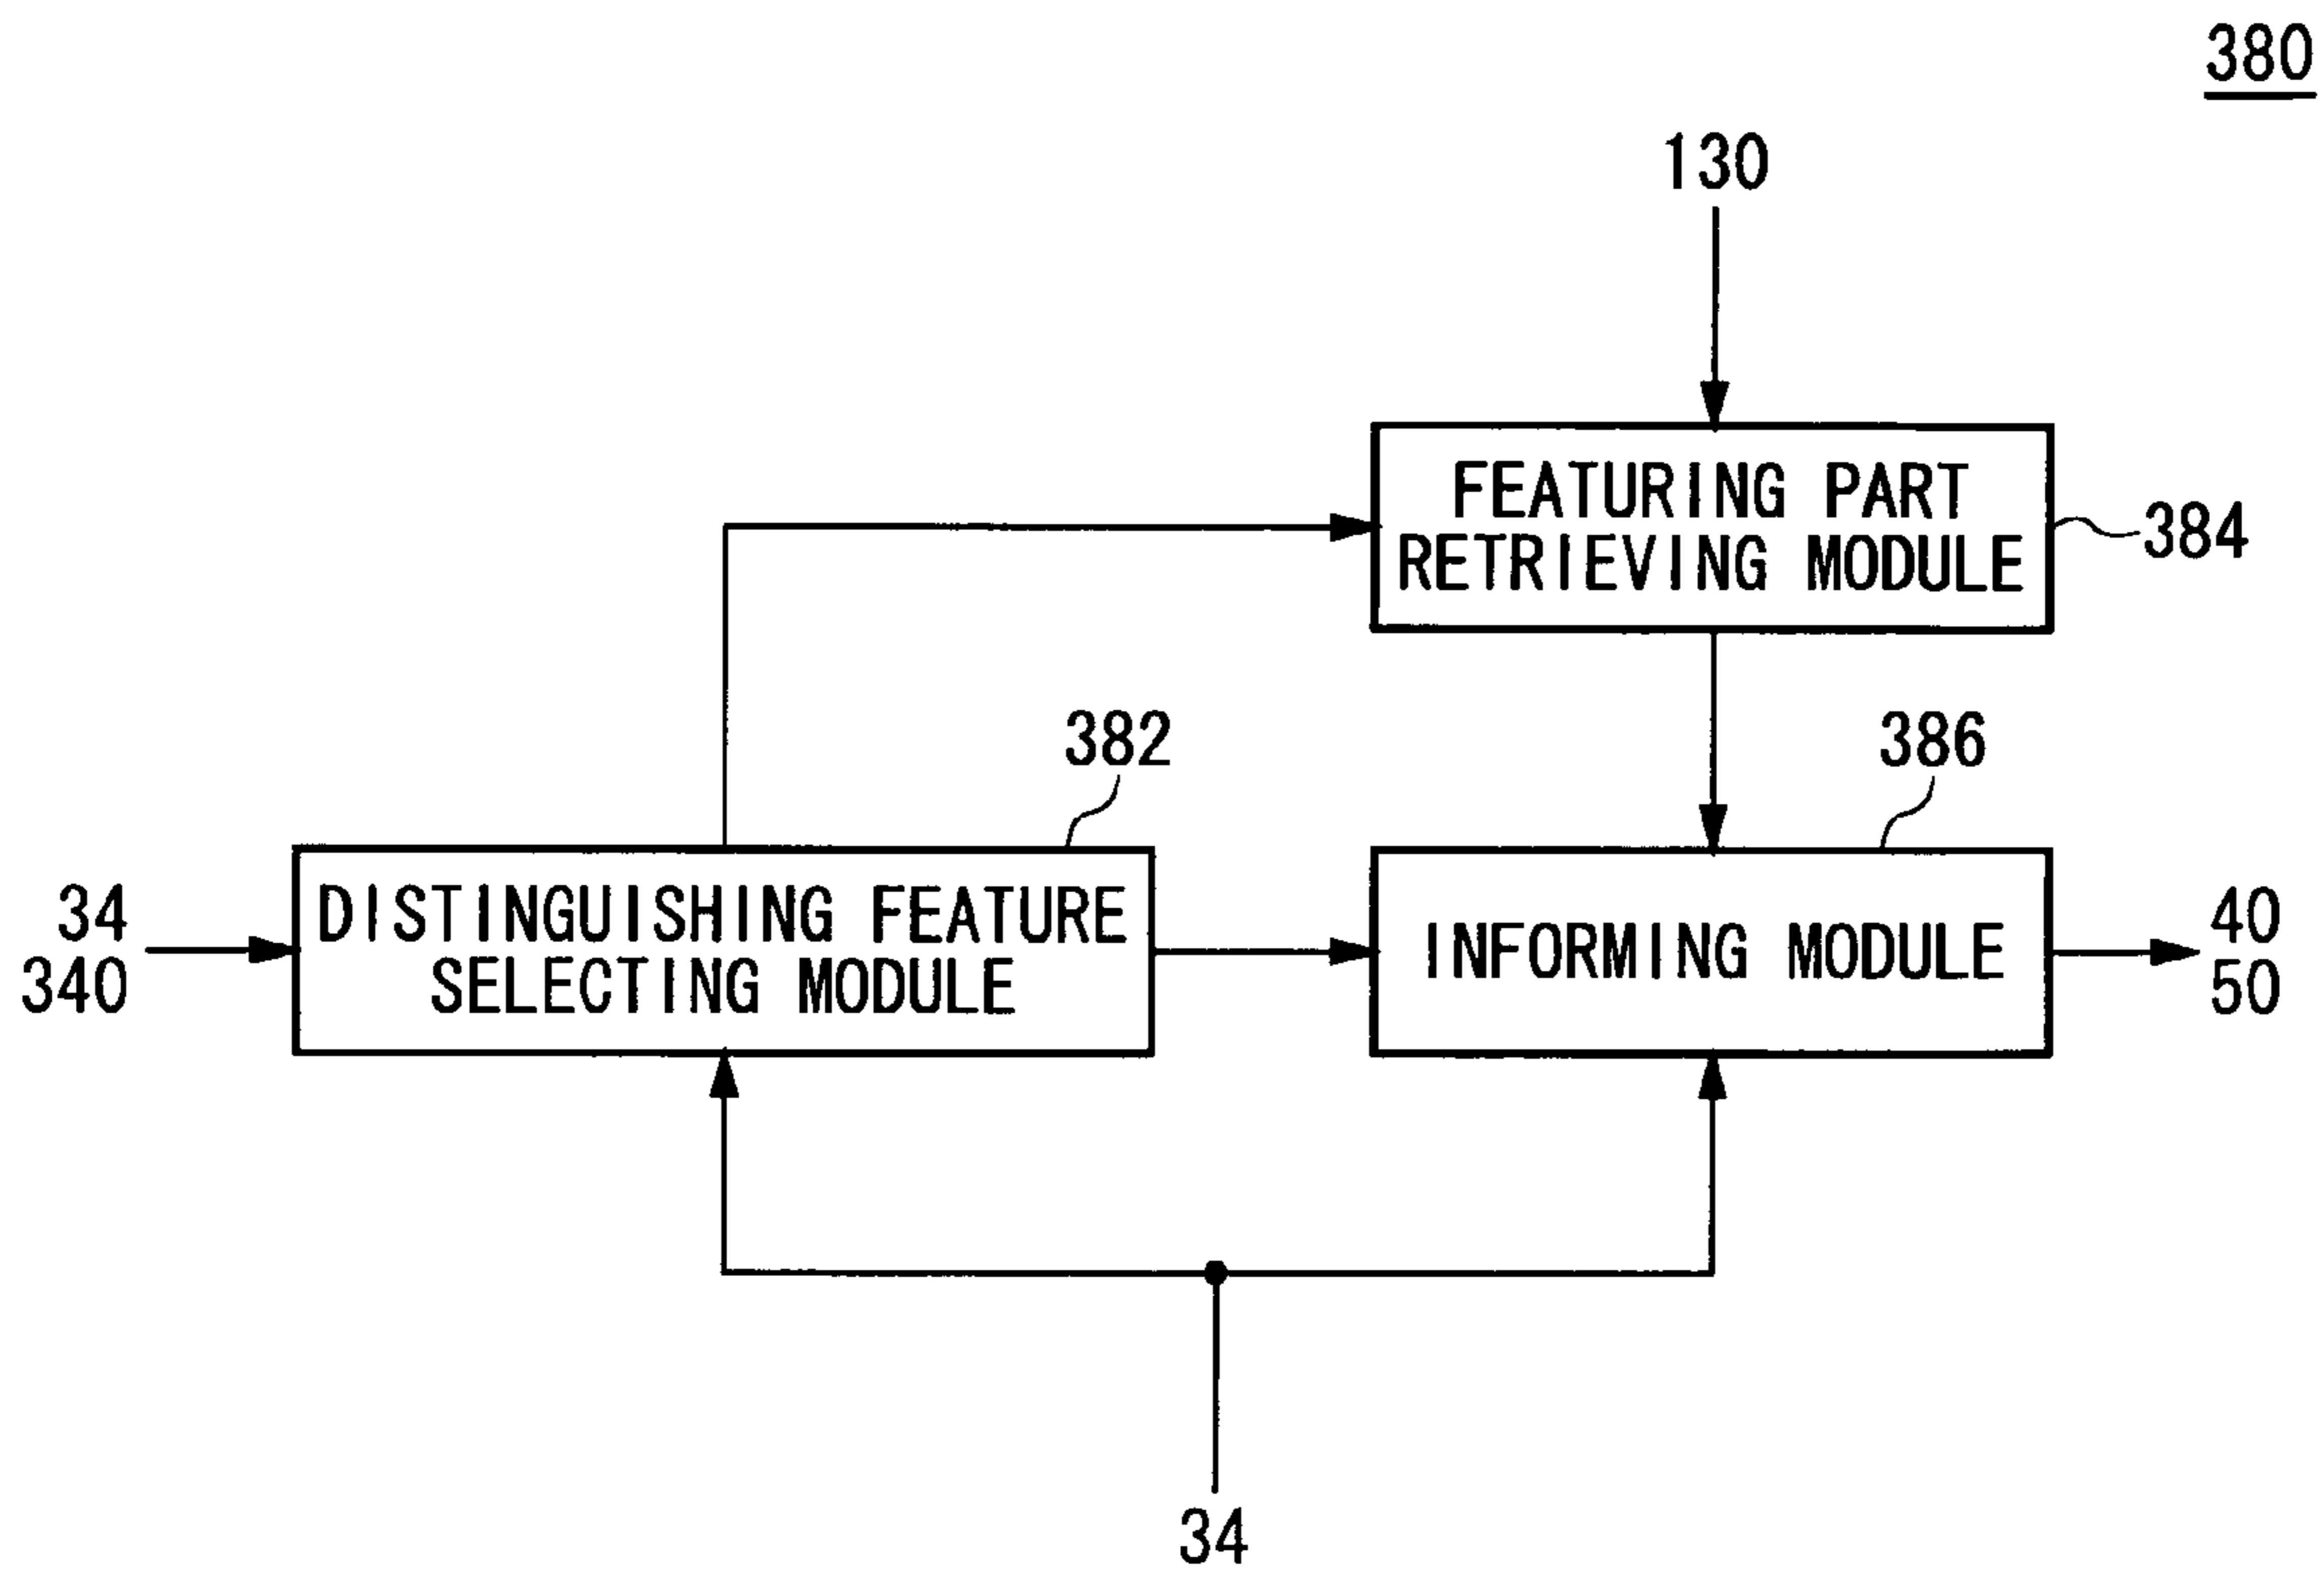 380
130
FEATURING PART
RETRIEVING MODULE
384
382
386
34
340
DISTINGUISHING FEATURE
SELECTING MODULE
INFORMING MODULE
40
50
34